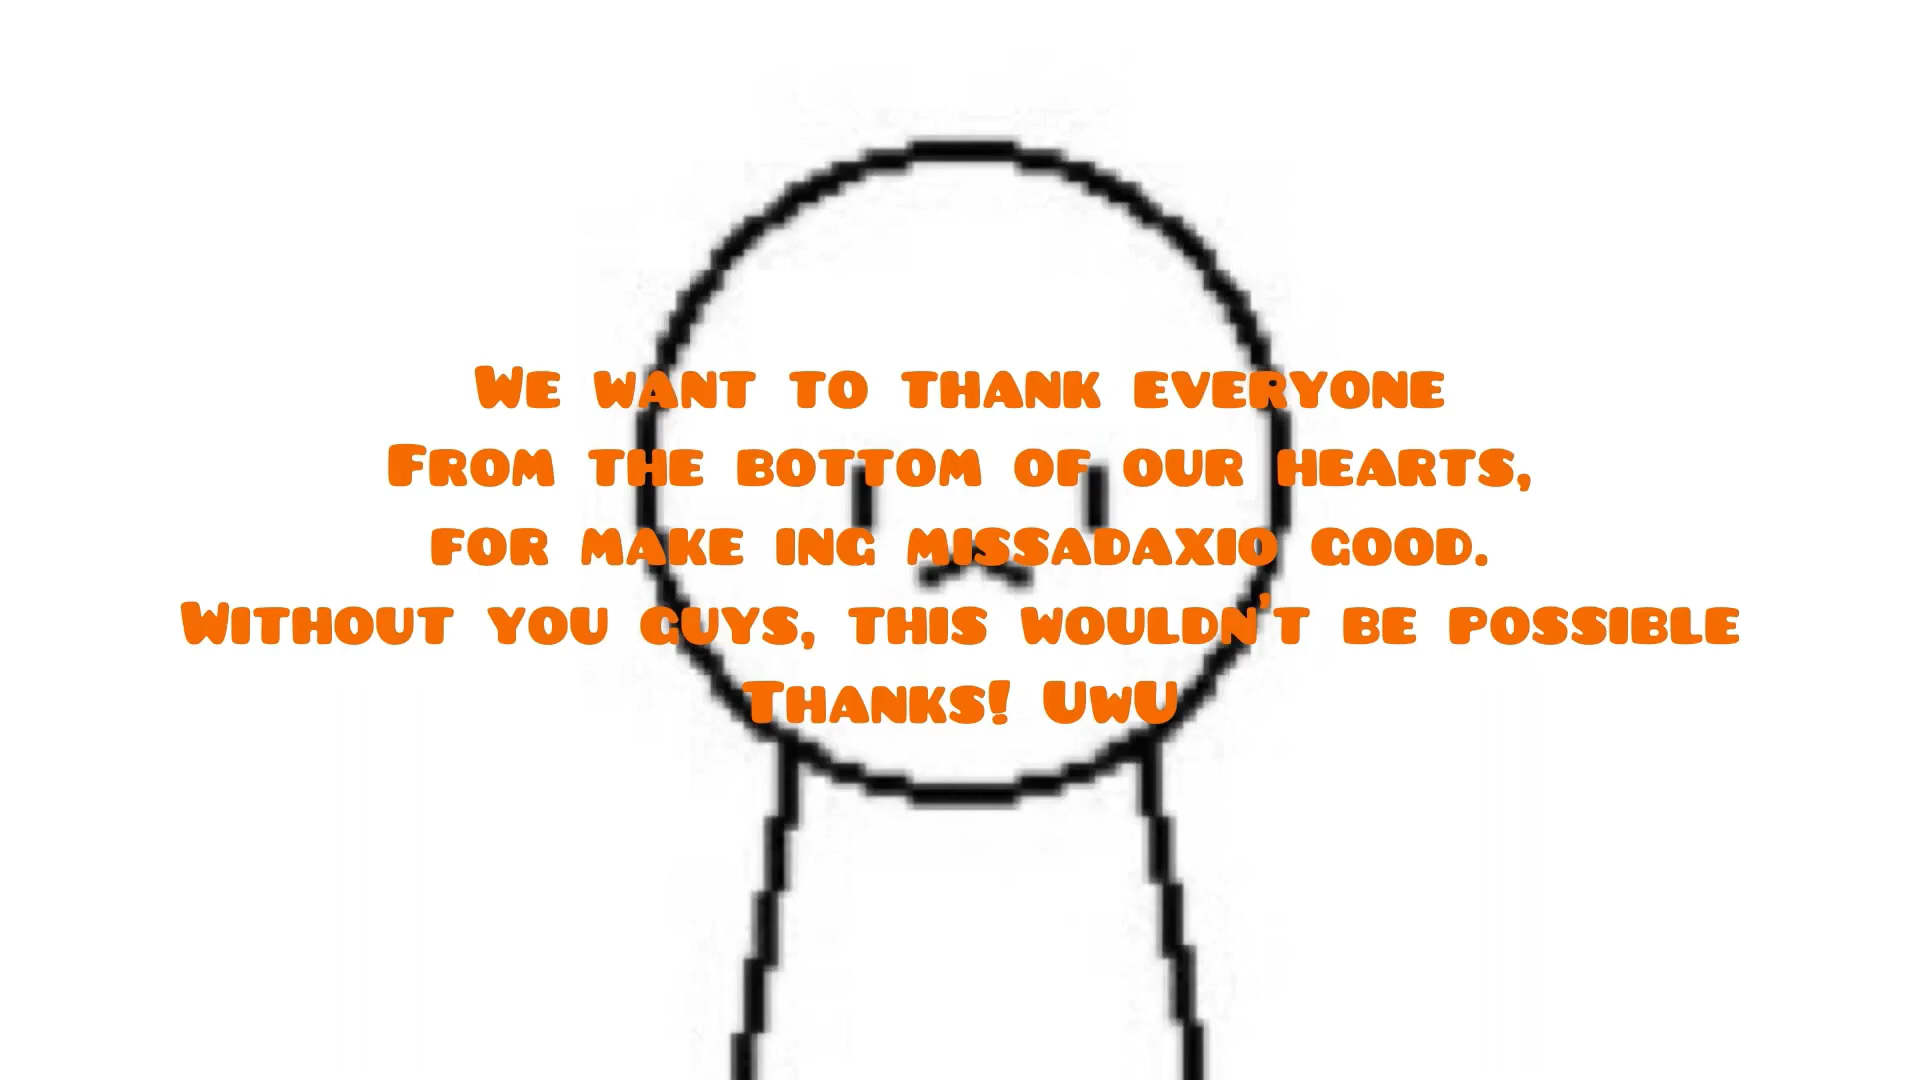 We want to thank everyone
From the bottom of our hearts,
for make ing missadaxio good.
Without you guys, this wouldn't be possible
Thanks! UwU